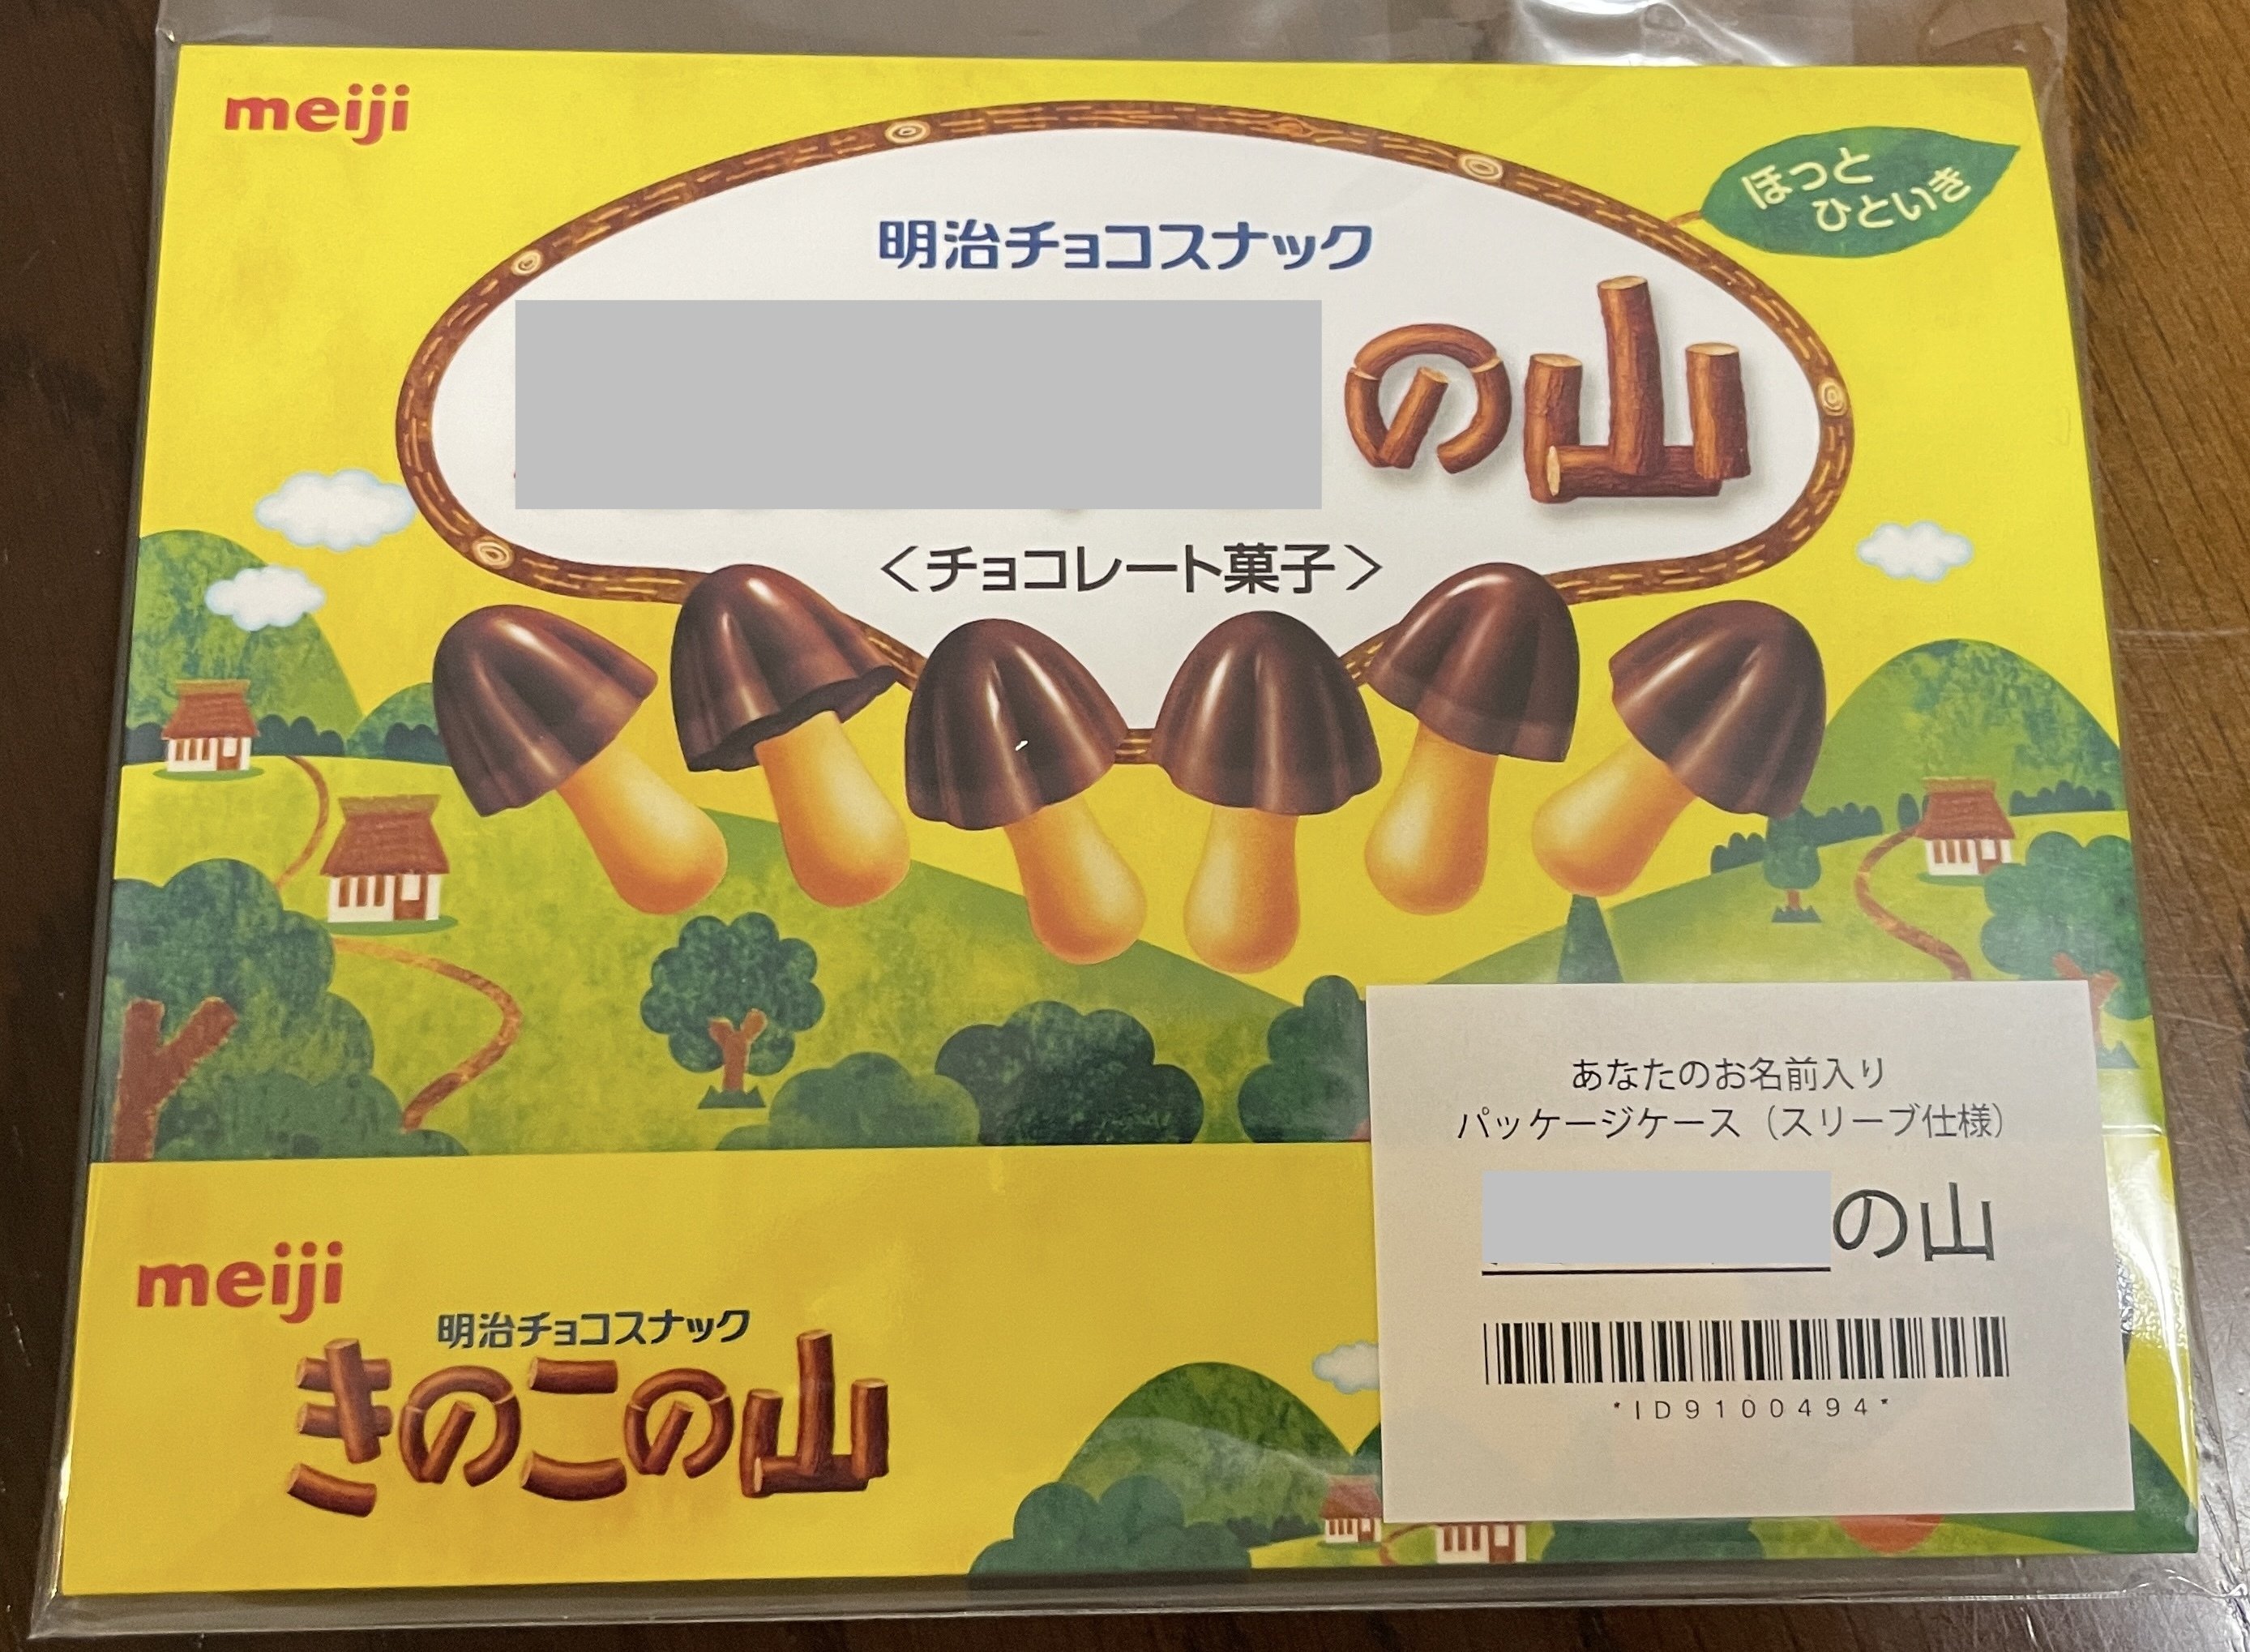 meiji
ほっと
ひといき
明治チョコスナック
の山
〈チョコレート菓子〉
あなたのお名前入り
パッケージケース（スリーブ仕様）
の山
*ID9100494*
meiji
明治チョコスナック
きのこの山